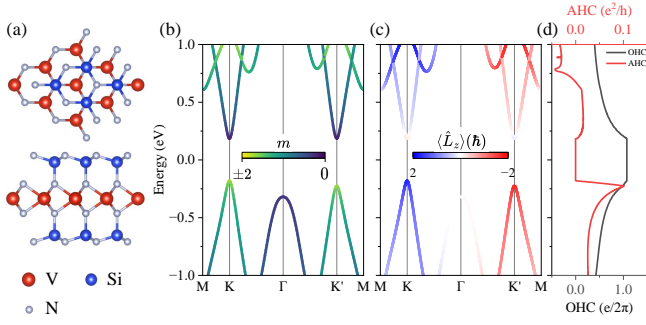 (a)
(b)
(c)
(d)
AHC (e²/h)
0.0 0.1
OHC
AHC
Energy (eV)
1.0
0.5
0.0
−0.5
−1.0
m
±2 0
⟨L̂z⟩(ℏ)
2 −2
M K Γ K' M
M K Γ K' M
0.0 1.0
OHC (e/2π)
V Si
N